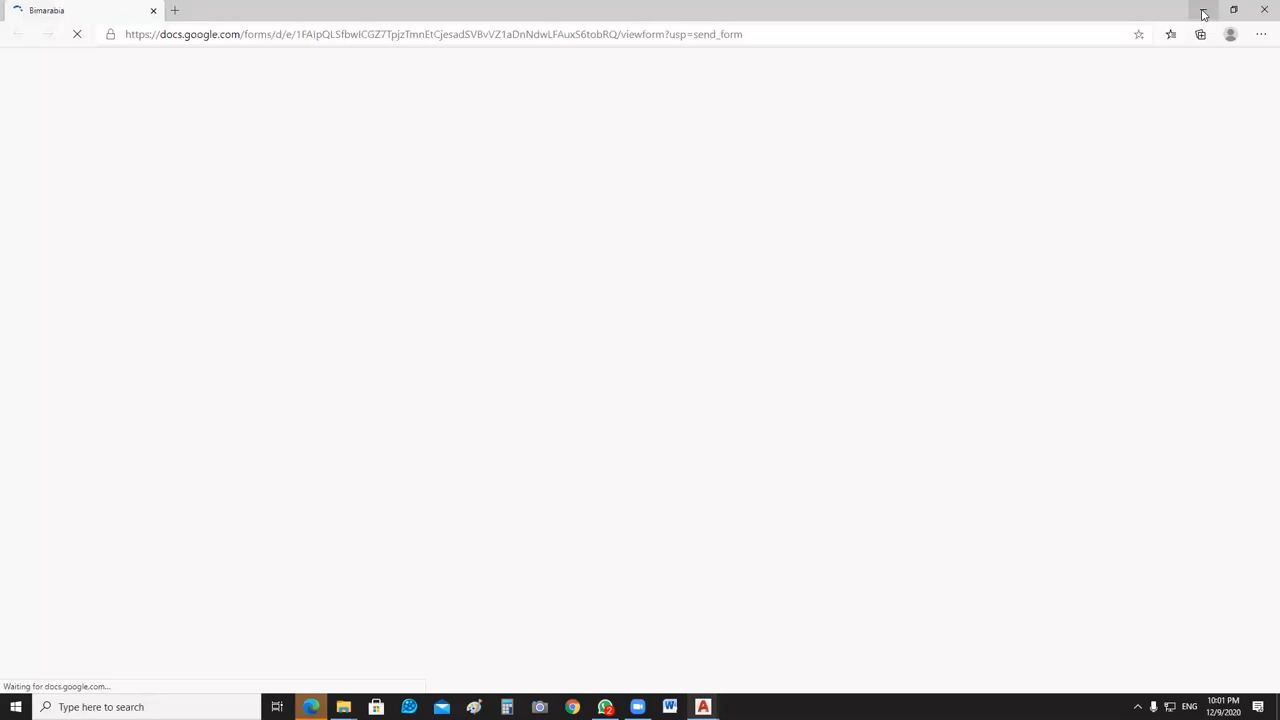 Bimarabia
https://docs.google.com/forms/d/e/1FAIpQLSfbwICGZ7TpjzTmnEtCjesadSVBvVZ1aDnNdwLFAuxS6tobRQ/viewform?usp=send_form
Waiting for docs.google.com...
Type here to search
2
ENG
10:01 PM
12/9/2020